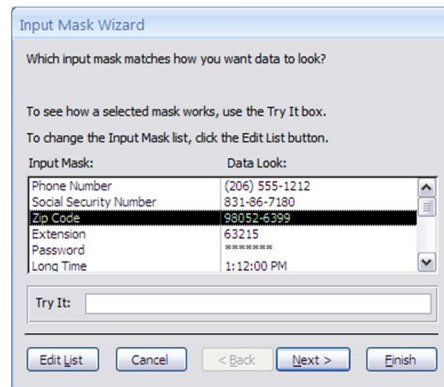 Input Mask Wizard
Which input mask matches how you want data to look?
To see how a selected mask works, use the Try It box.
To change the Input Mask list, click the Edit List button.
Input Mask: Data Look:
Phone Number (206) 555-1212
Social Security Number 831-86-7180
Zip Code 98052-6399
Extension 63215
Password *******
Long Time 1:12:00 PM
Try It:
Edit List Cancel < Back Next > Finish